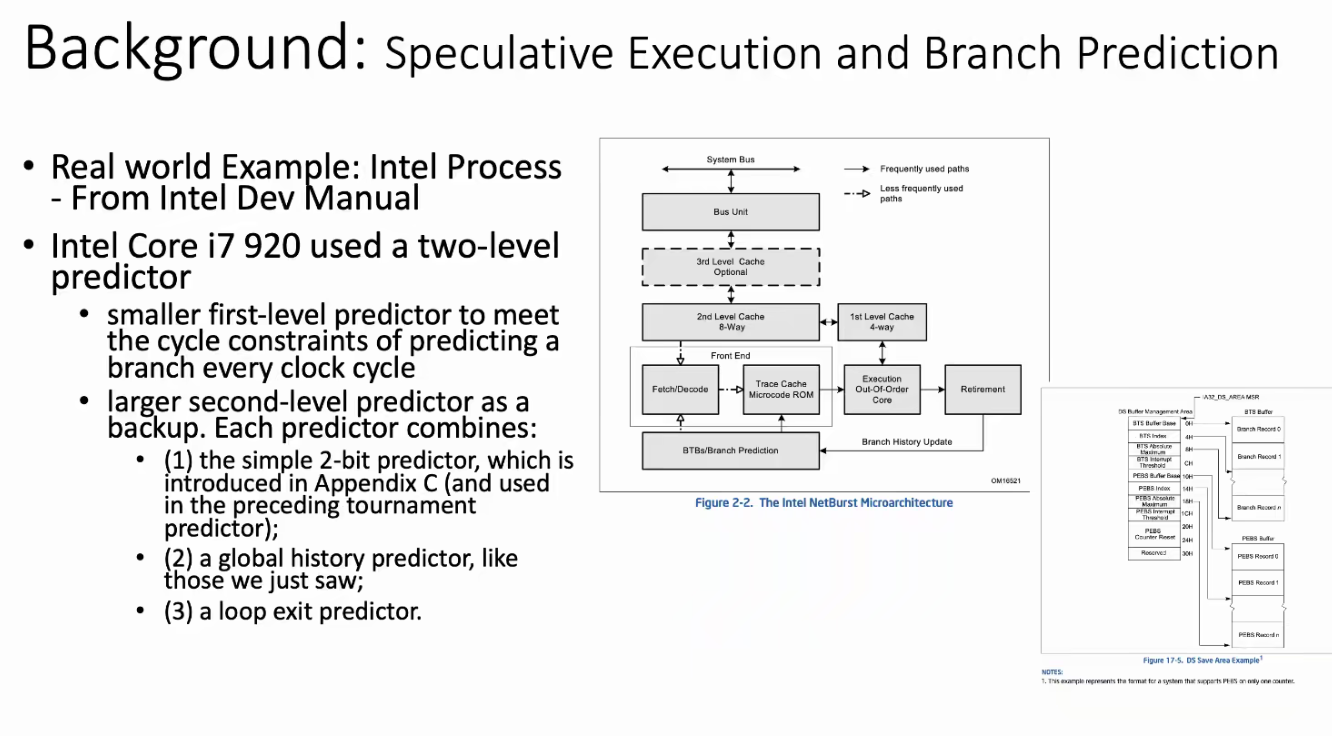 Background: Speculative Execution and Branch Prediction
• Real world Example: Intel Process
- From Intel Dev Manual
• Intel Core i7 920 used a two-level
predictor
• smaller first-level predictor to meet
the cycle constraints of predicting a
branch every clock cycle
• larger second-level predictor as a
backup. Each predictor combines:
• (1) the simple 2-bit predictor, which is
introduced in Appendix C (and used
in the preceding tournament
predictor);
• (2) a global history predictor, like
those we just saw;
• (3) a loop exit predictor.
System Bus
Frequently used paths
Less frequently used
paths
Bus Unit
3rd Level Cache
Optional
2nd Level Cache
8-Way
1st Level Cache
4-way
Front End
Fetch/Decode
Trace Cache
Microcode ROM
Execution
Out-Of-Order
Core
Retirement
BTBs/Branch Prediction
Branch History Update
OM16521
Figure 2-2. The Intel NetBurst Microarchitecture
IA32_DS_AREA MSR
DS Buffer Management Area
BTS Buffer Base
0H
BTS Index
4H
BTS Absolute
Maximum
8H
BTS Interrupt
Threshold
CH
PEBS Buffer Base
10H
PEBS Index
14H
PEBS Absolute
Maximum
18H
PEBS Interrupt
Threshold
1CH
PEBS
Counter Reset
20H
24H
Reserved
30H
BTS Buffer
Branch Record 0
Branch Record 1
Branch Record n
PEBS Buffer
PEBS Record 0
PEBS Record 1
PEBS Record n
Figure 17-5. DS Save Area Example1
NOTES:
1. This example represents the format for a system that supports PEBS on only one counter.